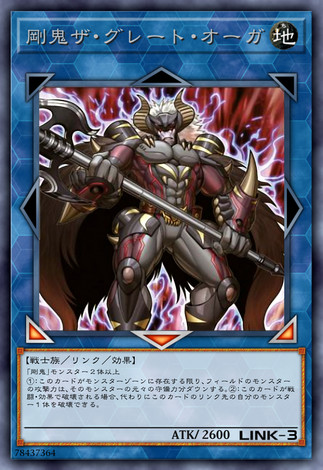 剛鬼ザ・グレート・オーガ
地
【戦士族／リンク／効果】
「剛鬼」モンスター２体以上
①：このカードがモンスターゾーンに存在する限り、フィールドのモンスター
の攻撃力は、そのモンスターの元々の守備力分ダウンする。②：このカードが戦
闘・効果で破壊される場合、代わりにこのカードのリンク先の自分のモンスタ
ー１体を破壊できる。
ATK/ 2600 LINK-3
78437364